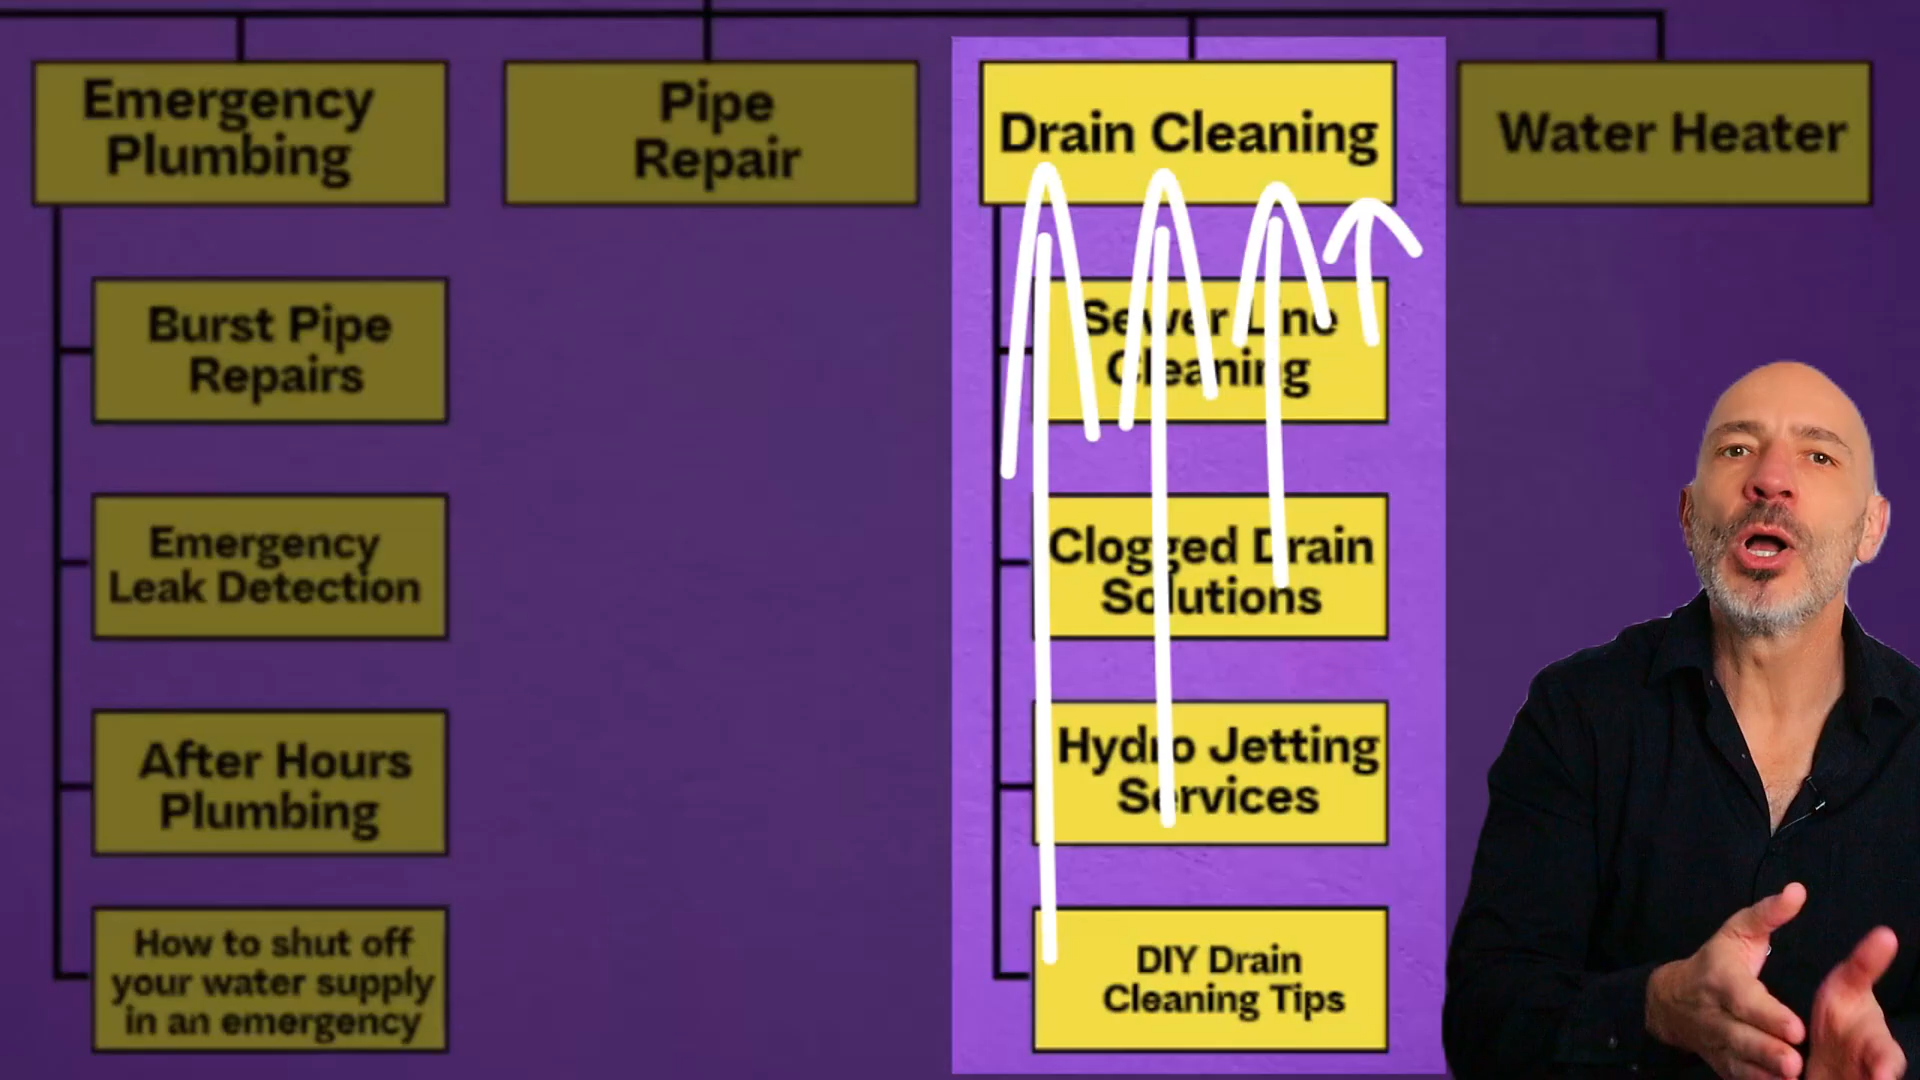 Emergency
Plumbing
Pipe
Repair
Drain Cleaning
Water Heater
Burst Pipe
Repairs
Emergency
Leak Detection
After Hours
Plumbing
How to shut off
your water supply
in an emergency
Sewer Line
Cleaning
Clogged Drain
Solutions
Hydro Jetting
Services
DIY Drain
Cleaning Tips